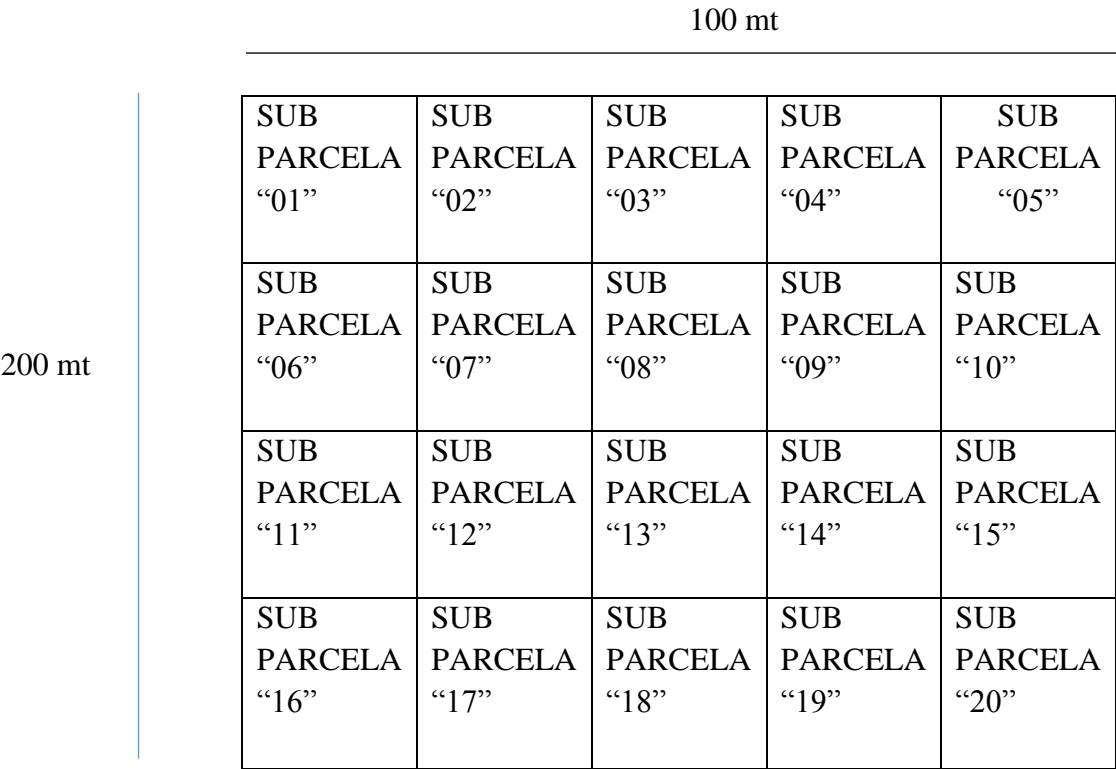 100 mt
SUB PARCELA “01”
SUB PARCELA “02”
SUB PARCELA “03”
SUB PARCELA “04”
SUB PARCELA “05”
200 mt
SUB PARCELA “06”
SUB PARCELA “07”
SUB PARCELA “08”
SUB PARCELA “09”
SUB PARCELA “10”
SUB PARCELA “11”
SUB PARCELA “12”
SUB PARCELA “13”
SUB PARCELA “14”
SUB PARCELA “15”
SUB PARCELA “16”
SUB PARCELA “17”
SUB PARCELA “18”
SUB PARCELA “19”
SUB PARCELA “20”